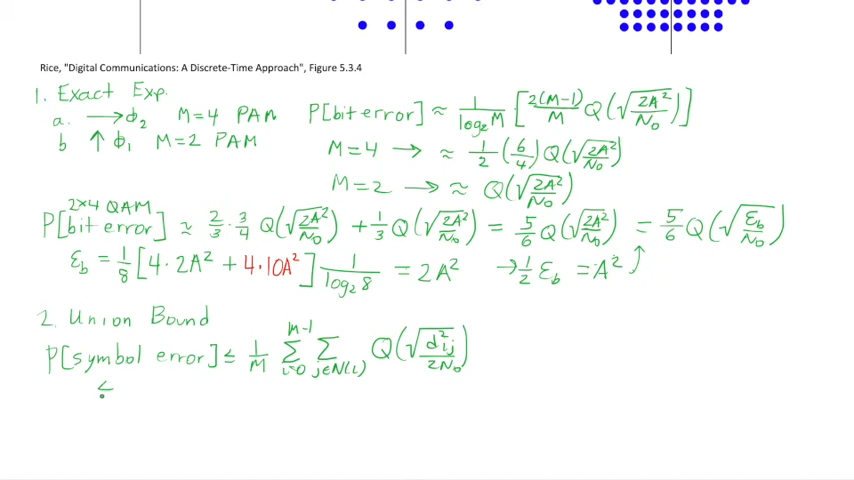 Rice, "Digital Communications: A Discrete-Time Approach", Figure 5.3.4
1. Exact Exp.
a. → ϕ₂ M=4 PAM
b ↑ ϕ₁ M=2 PAM
P[bit error] ≈ 1/log₂M [2(M-1)/M Q(√(2A²/N₀))]
M=4 → ≈ 1/2 (6/4) Q(√(2A²/N₀))
M=2 → ≈ Q(√(2A²/N₀))
2×4 QAM
P[bit error] ≈ 2/3 · 3/4 Q(√(2A²/N₀)) + 1/3 Q(√(2A²/N₀)) = 5/6 Q(√(2A²/N₀)) = 5/6 Q(√(ℰb/N₀))
ℰb = 1/8 [4·2A² + 4·10A²] 1/log₂8 = 2A² → 1/2 ℰb = A²
2. Union Bound
P[symbol error] ≤ 1/M Σ_{i=0}^{M-1} Σ_{j∈N(i)} Q(√(d²ij/2N₀))
≤